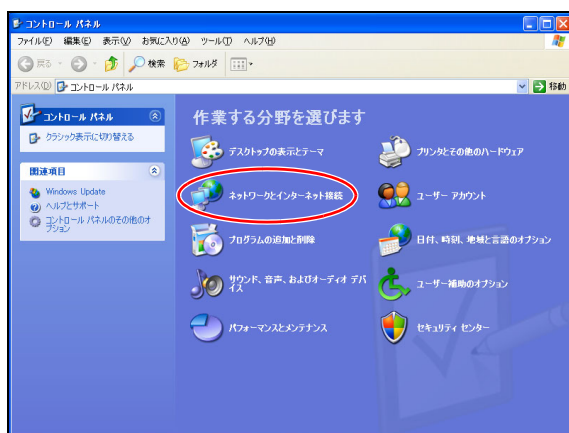 コントロール パネル
ファイル(F) 編集(E) 表示(V) お気に入り(A) ツール(T) ヘルプ(H)
戻る 検索 フォルダ
アドレス(D) コントロール パネル 移動
コントロール パネル
クラシック表示に切り替える
関連項目
Windows Update
ヘルプとサポート
コントロール パネルのその他のオ
プション
作業する分野を選びます
デスクトップの表示とテーマ
プリンタとその他のハードウェア
ネットワークとインターネット接続
ユーザー アカウント
プログラムの追加と削除
日付、時刻、地域と言語のオプション
サウンド、音声、およびオーディオ デバ
イス
ユーザー補助のオプション
パフォーマンスとメンテナンス
セキュリティ センター